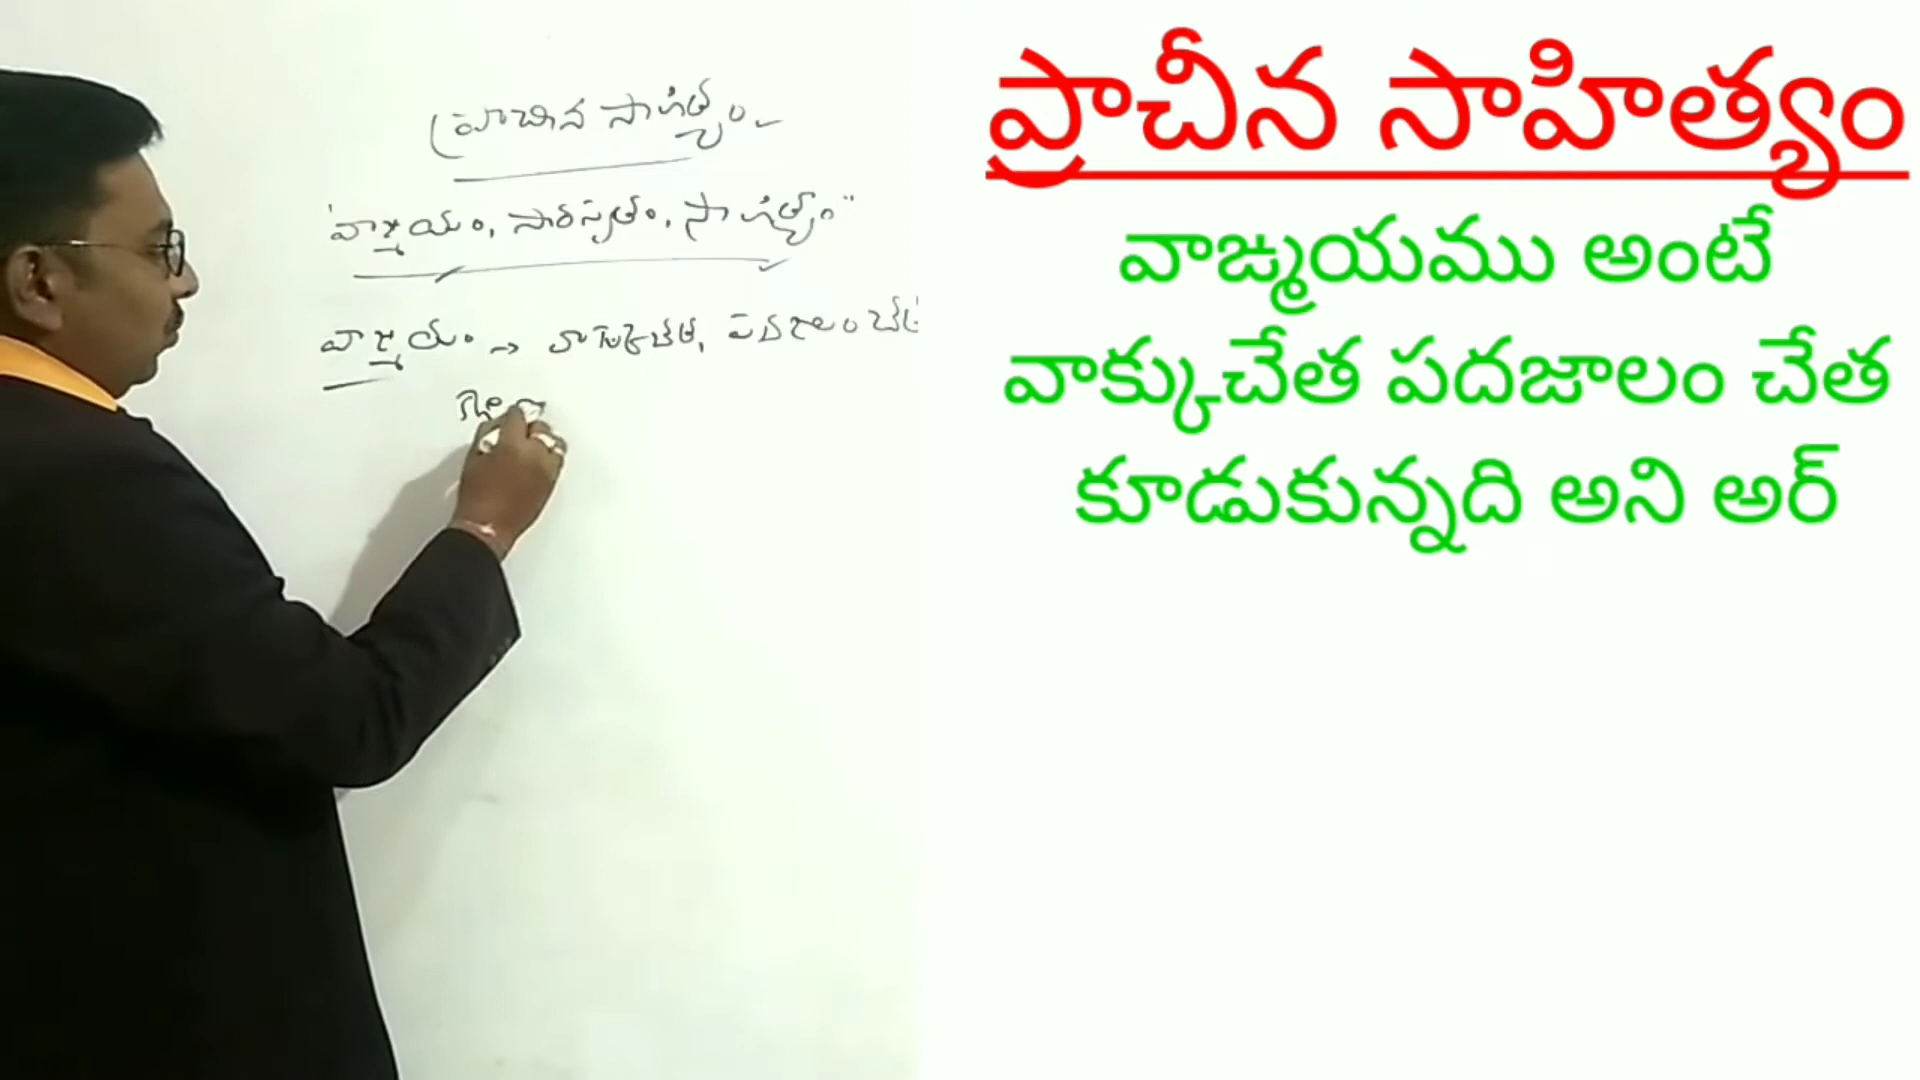 ప్రాచీన సాహిత్యం
"వాఙ్మయం, సారస్వతం, సాహిత్యం"
వాఙ్మయం → వాక్కుచేత, పదజాలం చేత
ప్రాచీన సాహిత్యం
వాఙ్మయము అంటే
వాక్కుచేత పదజాలం చేత
కూడుకున్నది అని అర్